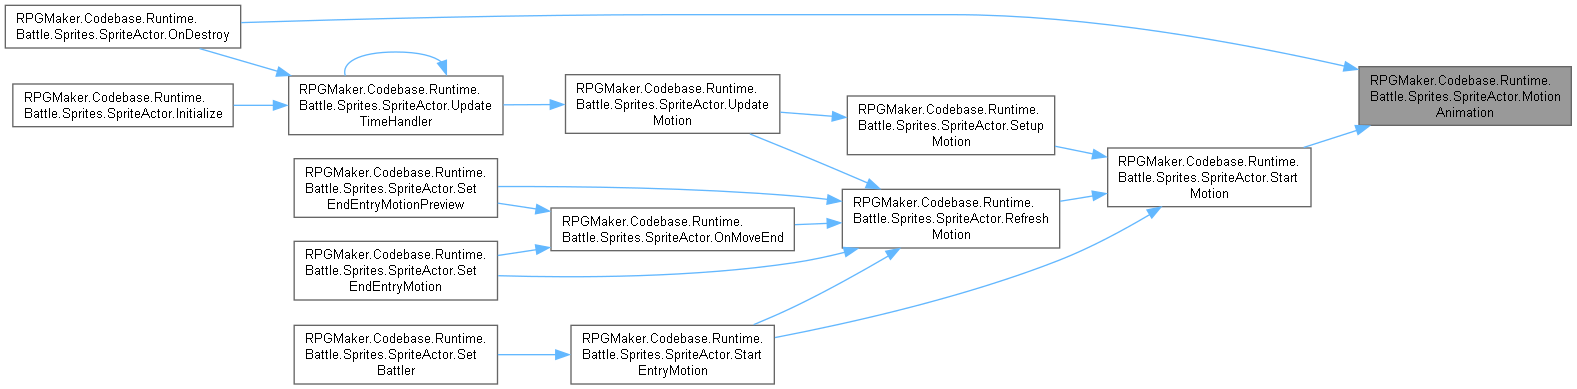 RPGMaker.Codebase.Runtime.
Battle.Sprites.SpriteActor.OnDestroy
RPGMaker.Codebase.Runtime.
Battle.Sprites.SpriteActor.Initialize
RPGMaker.Codebase.Runtime.
Battle.Sprites.SpriteActor.Update
TimeHandler
RPGMaker.Codebase.Runtime.
Battle.Sprites.SpriteActor.Update
Motion
RPGMaker.Codebase.Runtime.
Battle.Sprites.SpriteActor.Setup
Motion
RPGMaker.Codebase.Runtime.
Battle.Sprites.SpriteActor.Motion
Animation
RPGMaker.Codebase.Runtime.
Battle.Sprites.SpriteActor.Start
Motion
RPGMaker.Codebase.Runtime.
Battle.Sprites.SpriteActor.Set
EndEntryMotionPreview
RPGMaker.Codebase.Runtime.
Battle.Sprites.SpriteActor.OnMoveEnd
RPGMaker.Codebase.Runtime.
Battle.Sprites.SpriteActor.Refresh
Motion
RPGMaker.Codebase.Runtime.
Battle.Sprites.SpriteActor.Set
EndEntryMotion
RPGMaker.Codebase.Runtime.
Battle.Sprites.SpriteActor.Set
Battler
RPGMaker.Codebase.Runtime.
Battle.Sprites.SpriteActor.Start
EntryMotion